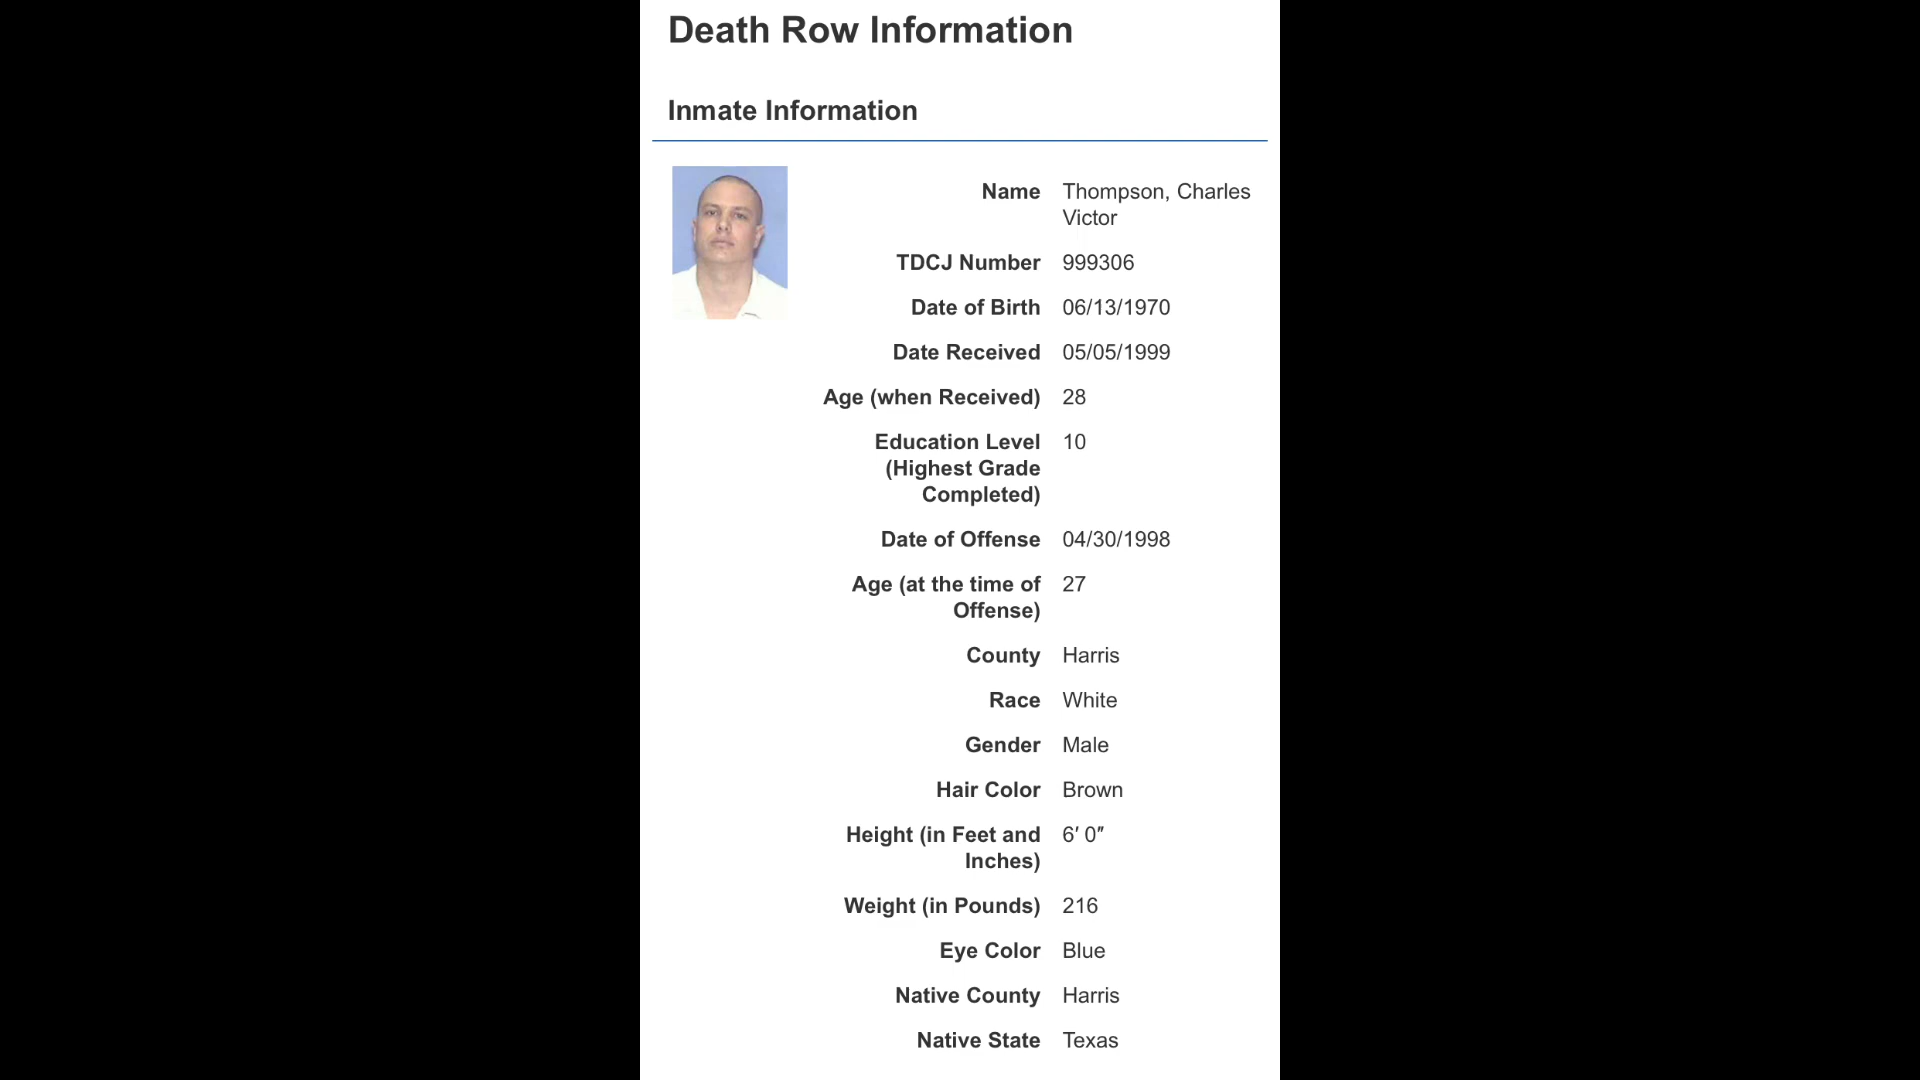 Death Row Information
Inmate Information
Name Thompson, Charles
Victor
TDCJ Number 999306
Date of Birth 06/13/1970
Date Received 05/05/1999
Age (when Received) 28
Education Level 10
(Highest Grade
Completed)
Date of Offense 04/30/1998
Age (at the time of 27
Offense)
County Harris
Race White
Gender Male
Hair Color Brown
Height (in Feet and 6′ 0″
Inches)
Weight (in Pounds) 216
Eye Color Blue
Native County Harris
Native State Texas